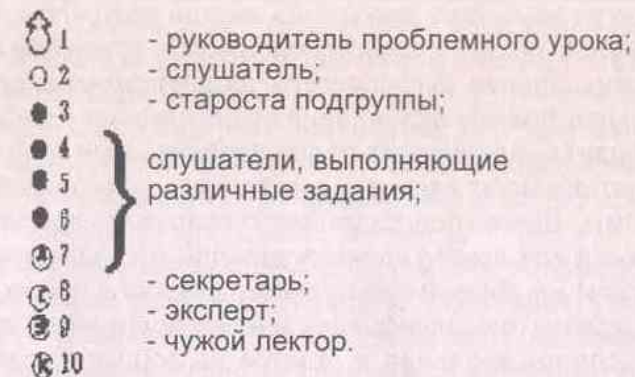 1 - руководитель проблемного урока;
2 - слушатель;
3 - староста подгруппы;
4
5 слушатели, выполняющие
6 различные задания;
7
8 - секретарь;
9 - эксперт;
10 - чужой лектор.